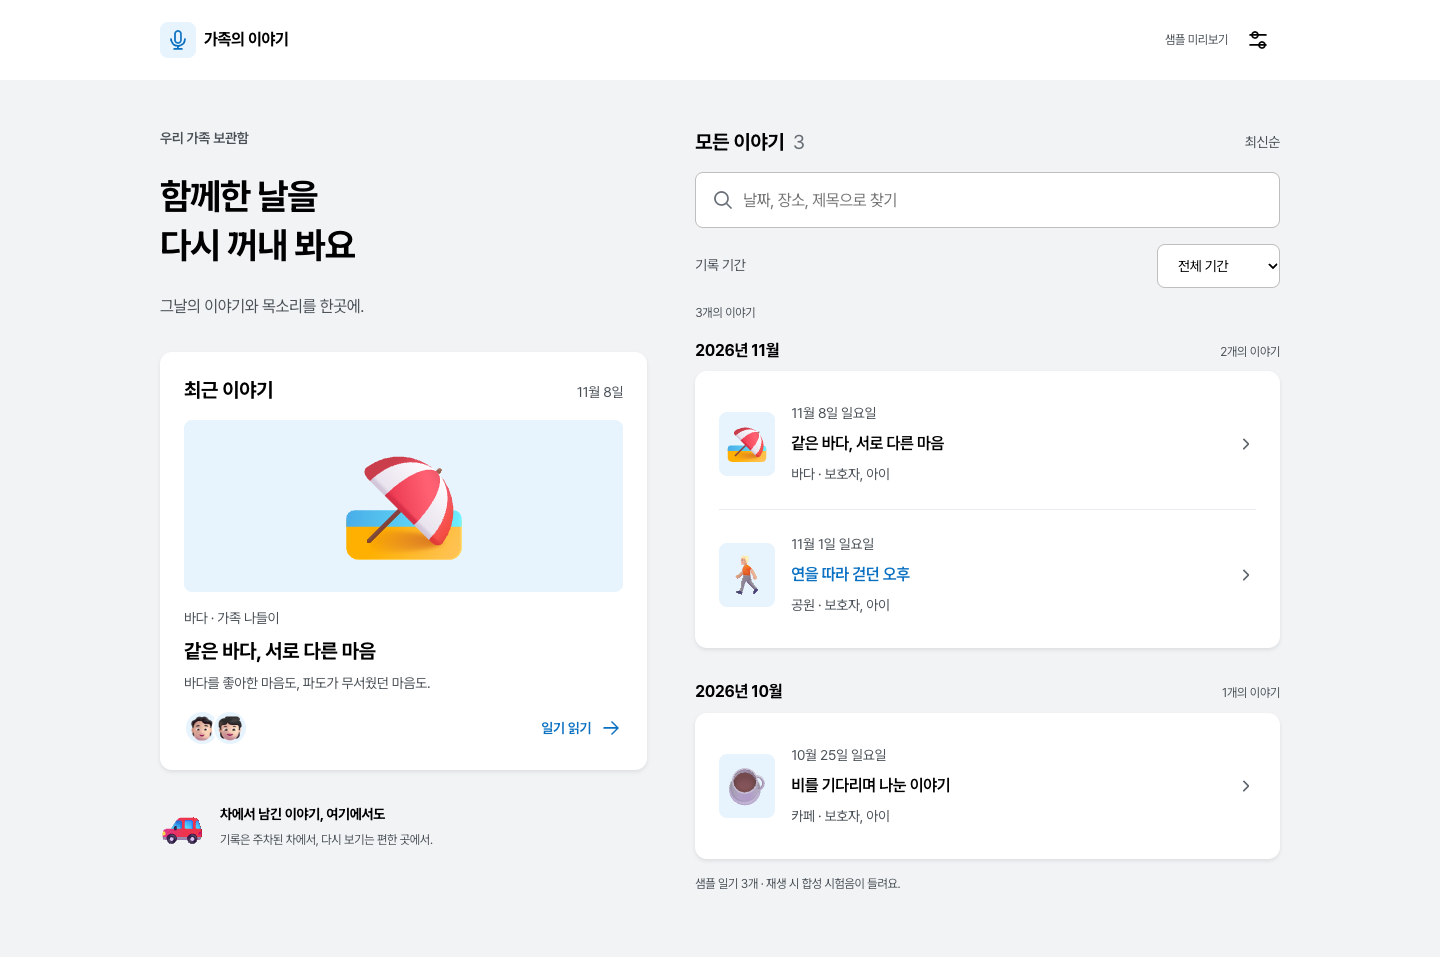 가족의 이야기
샘플 미리보기
우리 가족 보관함
함께한 날을
다시 꺼내 봐요
그날의 이야기와 목소리를 한곳에.
최근 이야기
11월 8일
바다 · 가족 나들이
같은 바다, 서로 다른 마음
바다를 좋아한 마음도, 파도가 무서웠던 마음도.
일기 읽기
차에서 남긴 이야기, 여기에서도
기록은 주차된 차에서, 다시 보기는 편한 곳에서.
모든 이야기 3
최신순
날짜, 장소, 제목으로 찾기
기록 기간
전체 기간
3개의 이야기
2026년 11월
2개의 이야기
11월 8일 일요일
같은 바다, 서로 다른 마음
바다 · 보호자, 아이
11월 1일 일요일
연을 따라 걷던 오후
공원 · 보호자, 아이
2026년 10월
1개의 이야기
10월 25일 일요일
비를 기다리며 나눈 이야기
카페 · 보호자, 아이
샘플 일기 3개 · 재생 시 합성 시험음이 들려요.